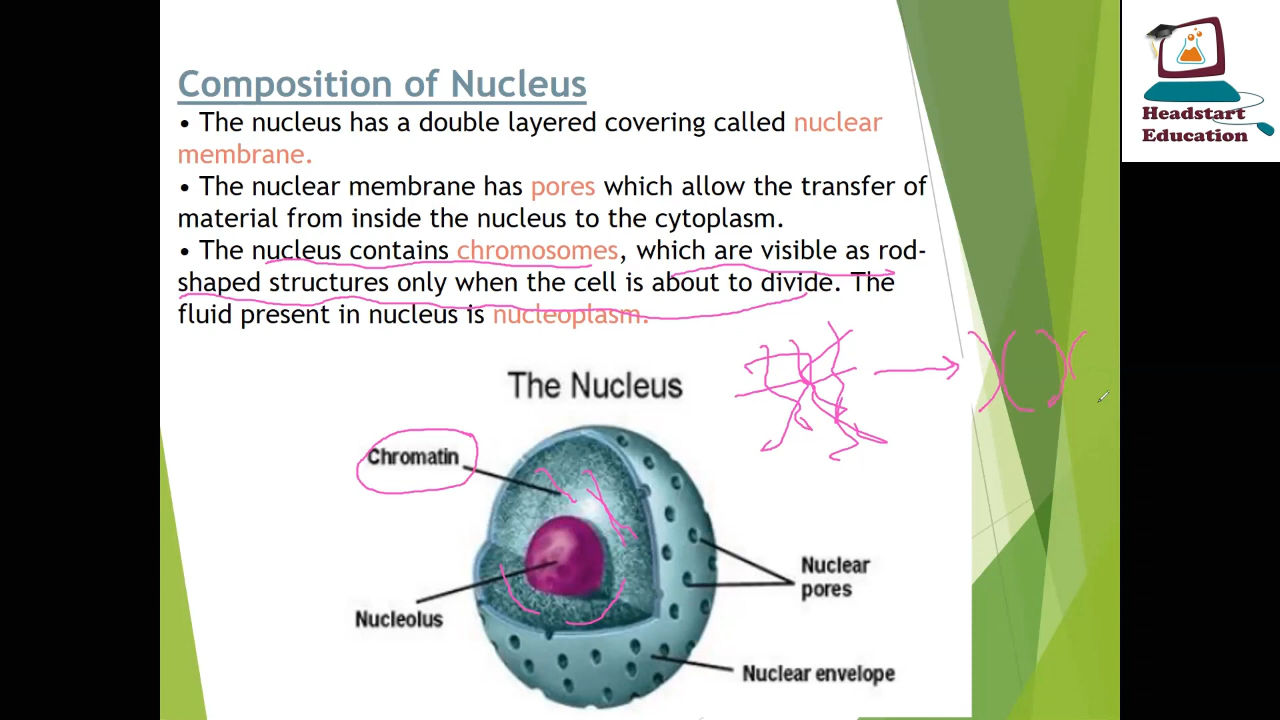 Composition of Nucleus
• The nucleus has a double layered covering called nuclear
membrane.
• The nuclear membrane has pores which allow the transfer of
material from inside the nucleus to the cytoplasm.
• The nucleus contains chromosomes, which are visible as rod-
shaped structures only when the cell is about to divide. The
fluid present in nucleus is nucleoplasm.
The Nucleus
Chromatin
Nucleolus
Nuclear
pores
Nuclear envelope
Headstart
Education